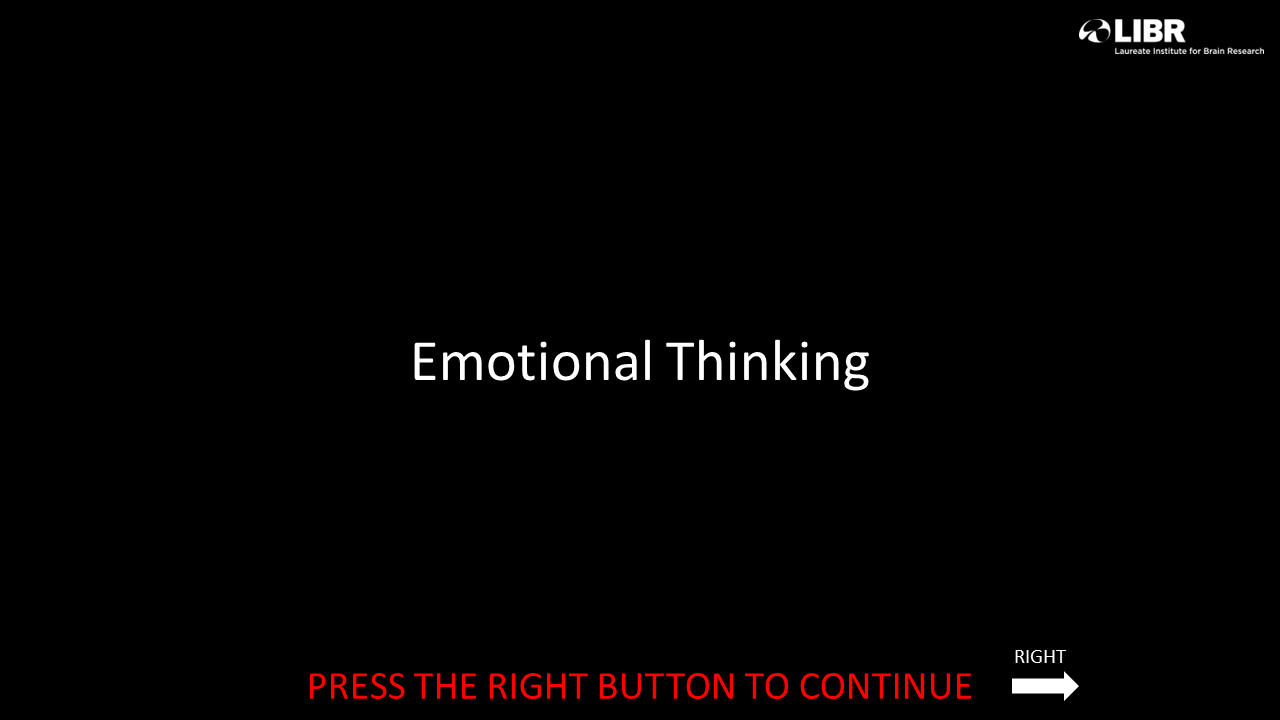 LIBR
Laureate Institute for Brain Research
Emotional Thinking
RIGHT
PRESS THE RIGHT BUTTON TO CONTINUE